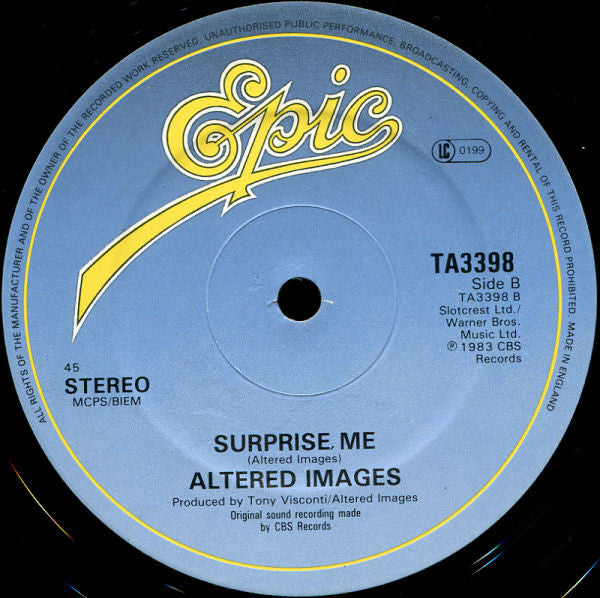 ALL RIGHTS OF THE MANUFACTURER AND OF THE OWNER OF THE RECORDED WORK RESERVED. UNAUTHORISED PUBLIC PERFORMANCE, BROADCASTING, COPYING AND RENTAL OF THIS RECORD PROHIBITED. MADE IN ENGLAND
Epic
LC 0199
TA3398
Side B
TA3398 B
Slotcrest Ltd./
Warner Bros.
Music Ltd.
℗ 1983 CBS
Records
45
STEREO
MCPS/BIEM
SURPRISE ME
(Altered Images)
ALTERED IMAGES
Produced by Tony Visconti/Altered Images
Original sound recording made
by CBS Records